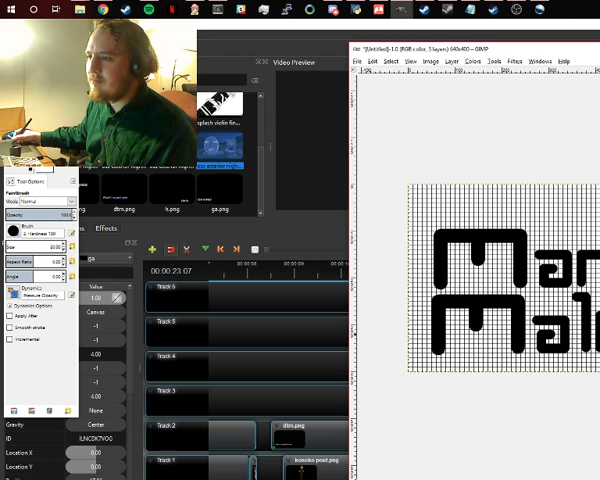 *[Untitled]-1.0 (RGB color, 5 layers) 640x400 – GIMP
File Edit Select View Image Layer Colors Tools Filters Windows Help
Video Preview
splash violin fin...
dtm.png
h.png
ga.png
Tool Options
Paintbrush
Mode: Normal
Opacity 100.0
Brush
2. Hardness 100
Size 20.00
Aspect Ratio 0.00
Angle 0.00
Dynamics
Pressure Opacity
Dynamics Options
Apply Jitter
Smooth stroke
Incremental
Effects
ga
Value
1.00
Canvas
-1
-1
4.00
-1
-1
4.00
None
Gravity Center
ID ILNCDK7VOG
Location X 0.00
Location Y 0.00
00:00:23:07
Track 6
Track 5
Track 4
Track 3
Track 2
dtm.png
Track 1
konoko post.png